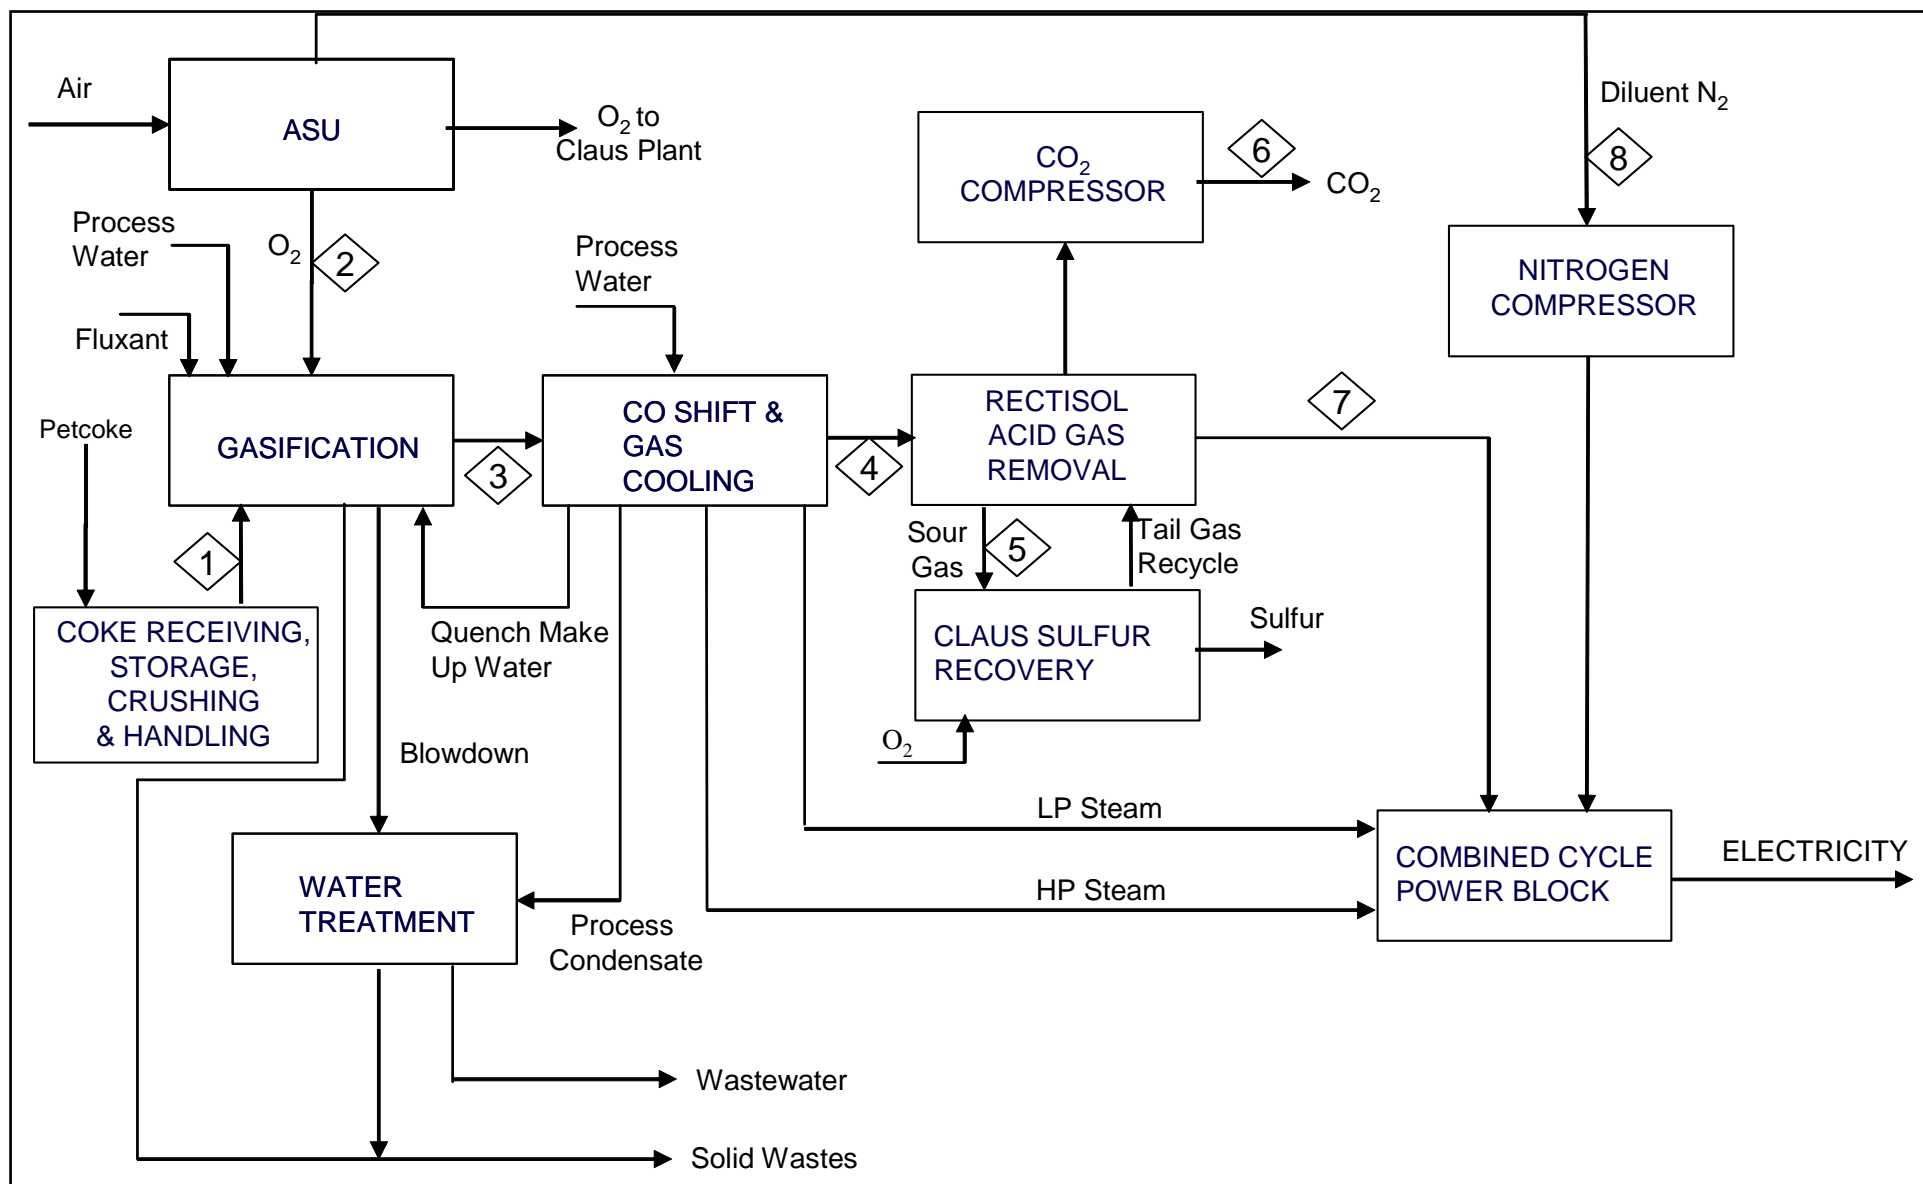 Air
ASU
O2 to
Claus Plant
Diluent N2
8
CO2
COMPRESSOR
6
CO2
Process
Water
O2
2
Process
Water
NITROGEN
COMPRESSOR
Fluxant
Petcoke
GASIFICATION
3
CO SHIFT &
GAS
COOLING
4
RECTISOL
ACID GAS
REMOVAL
7
1
Sour
Gas
5
Tail Gas
Recycle
COKE RECEIVING,
STORAGE,
CRUSHING
& HANDLING
Quench Make
Up Water
CLAUS SULFUR
RECOVERY
Sulfur
O2
Blowdown
LP Steam
HP Steam
COMBINED CYCLE
POWER BLOCK
ELECTRICITY
WATER
TREATMENT
Process
Condensate
Wastewater
Solid Wastes